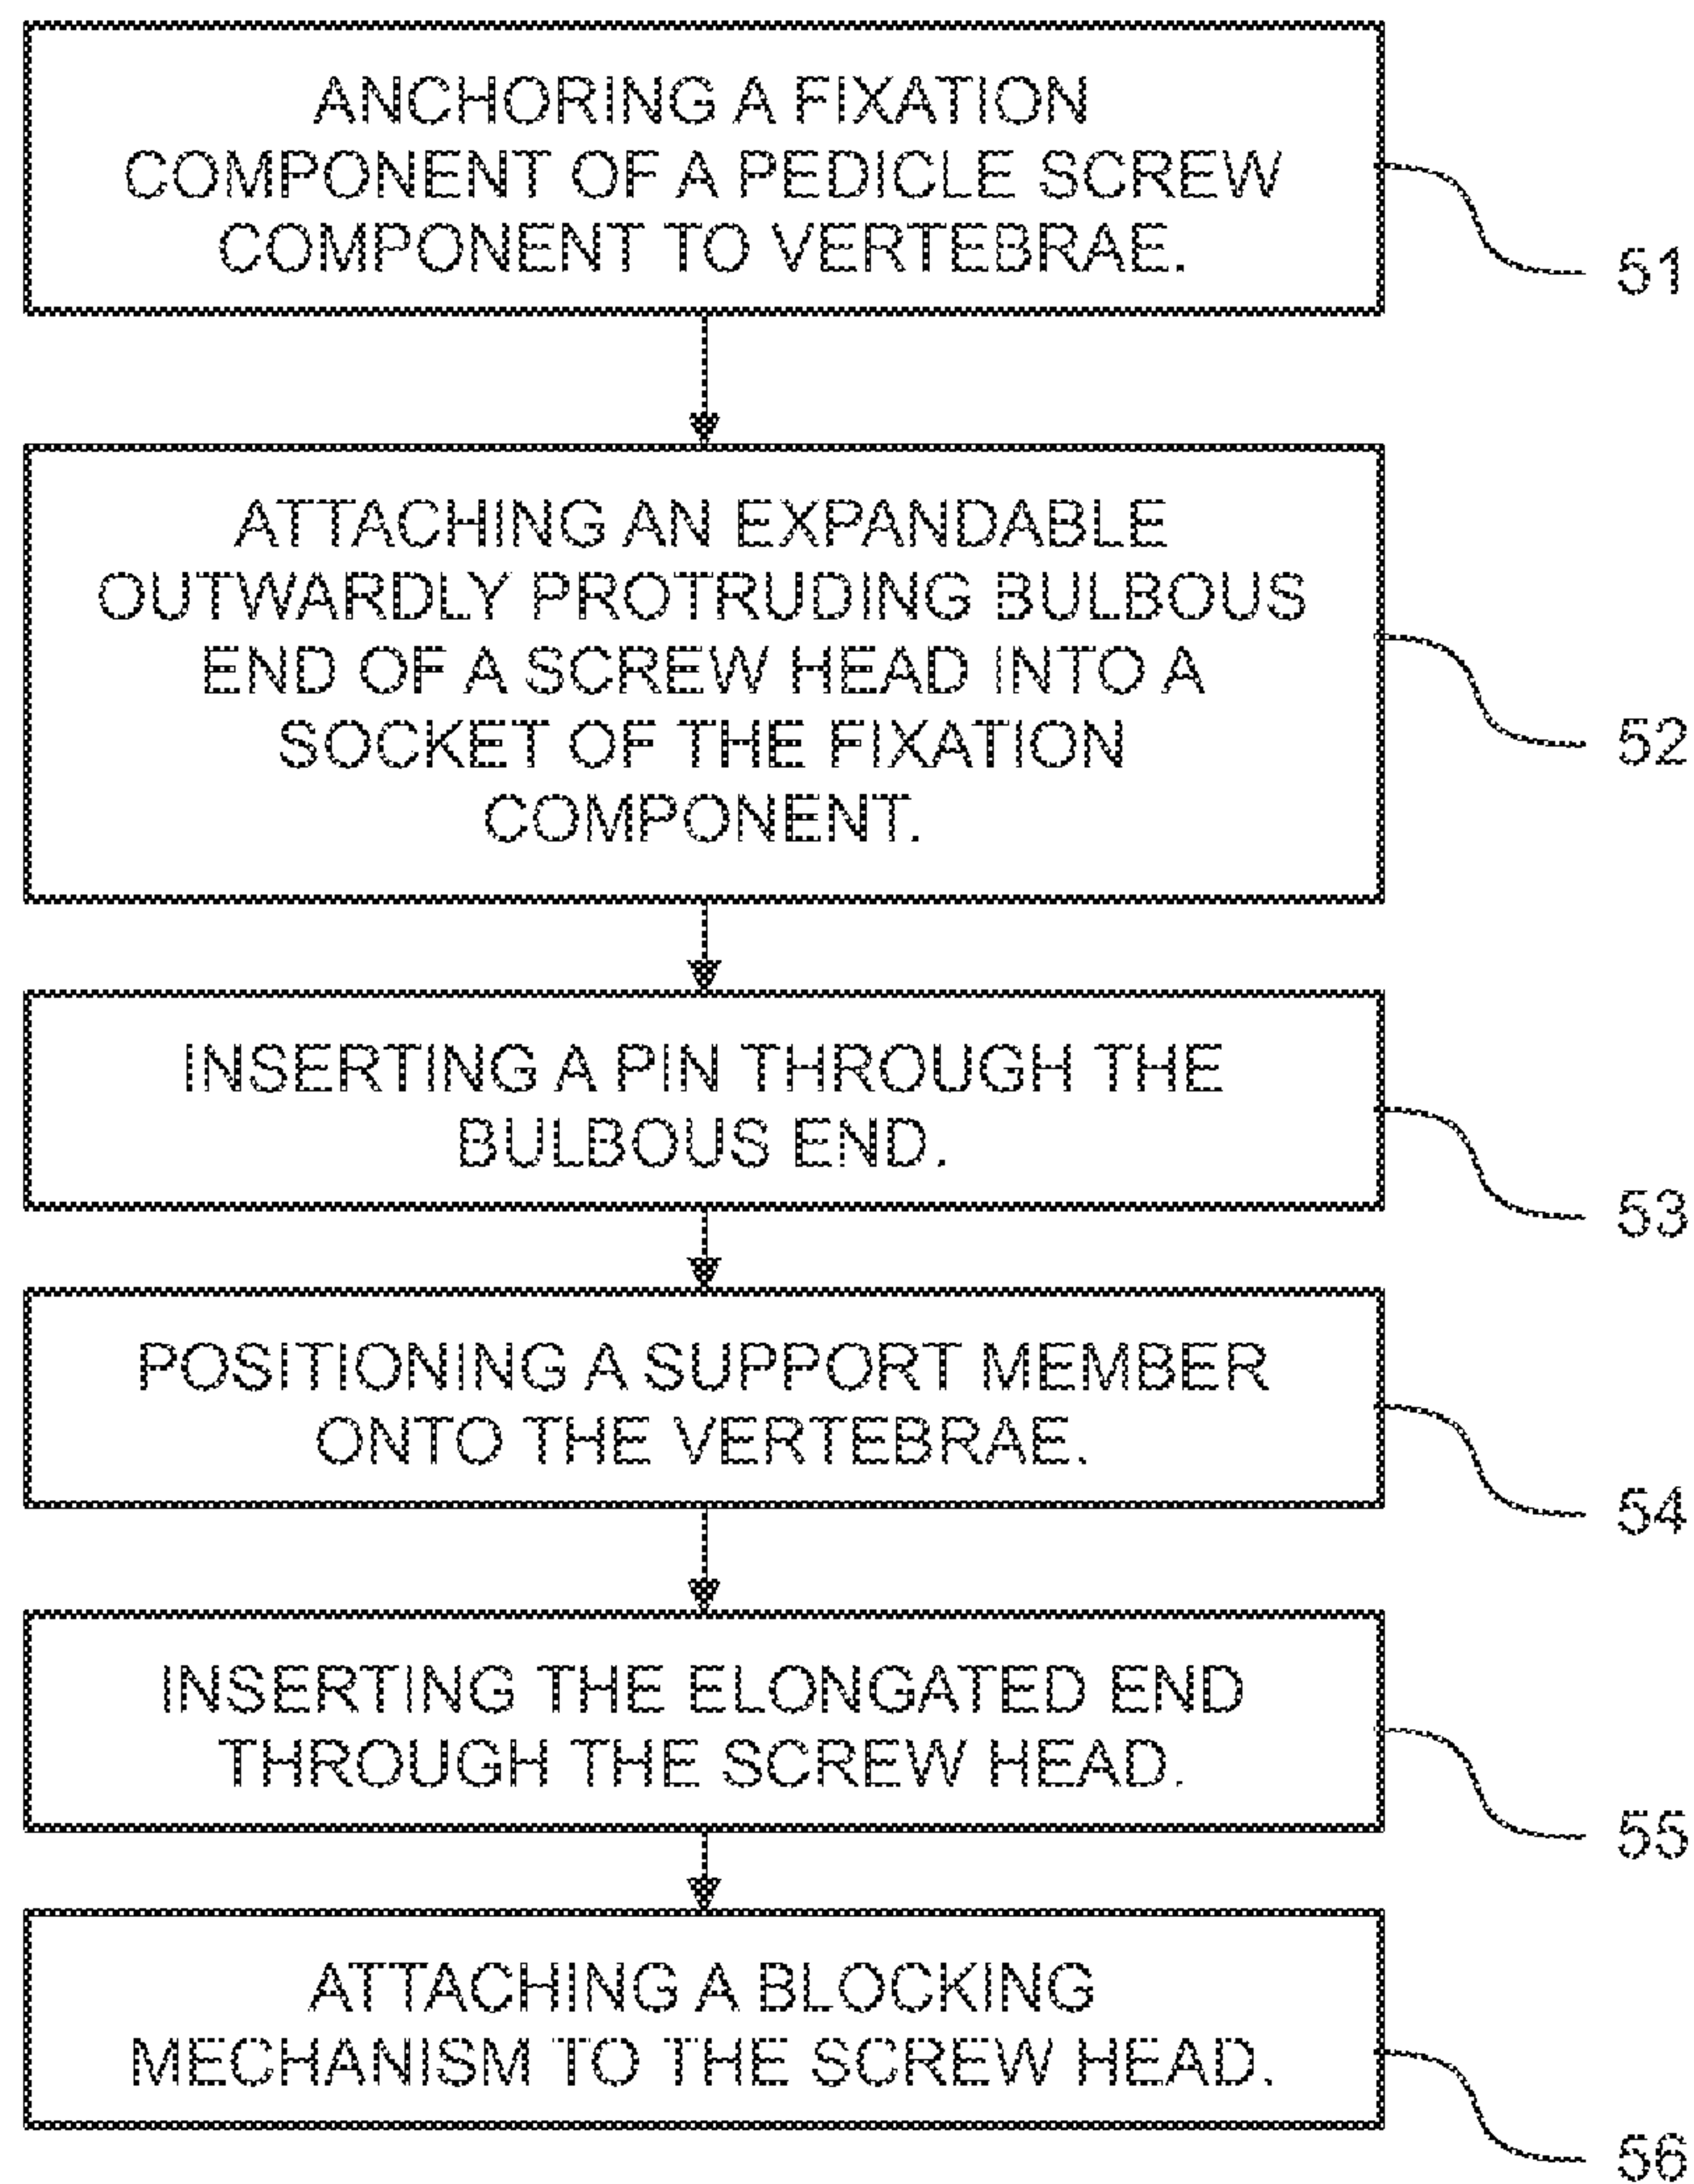 ANCHORING A FIXATION
COMPONENT OF A PEDICLE SCREW
COMPONENT TO VERTEBRAE.
51
ATTACHING AN EXPANDABLE
OUTWARDLY PROTRUDING BULBOUS
END OF A SCREW HEAD INTO A
SOCKET OF THE FIXATION
COMPONENT.
52
INSERTING A PIN THROUGH THE
BULBOUS END.
53
POSITIONING A SUPPORT MEMBER
ONTO THE VERTEBRAE.
54
INSERTING THE ELONGATED END
THROUGH THE SCREW HEAD.
55
ATTACHING A BLOCKING
MECHANISM TO THE SCREW HEAD.
56